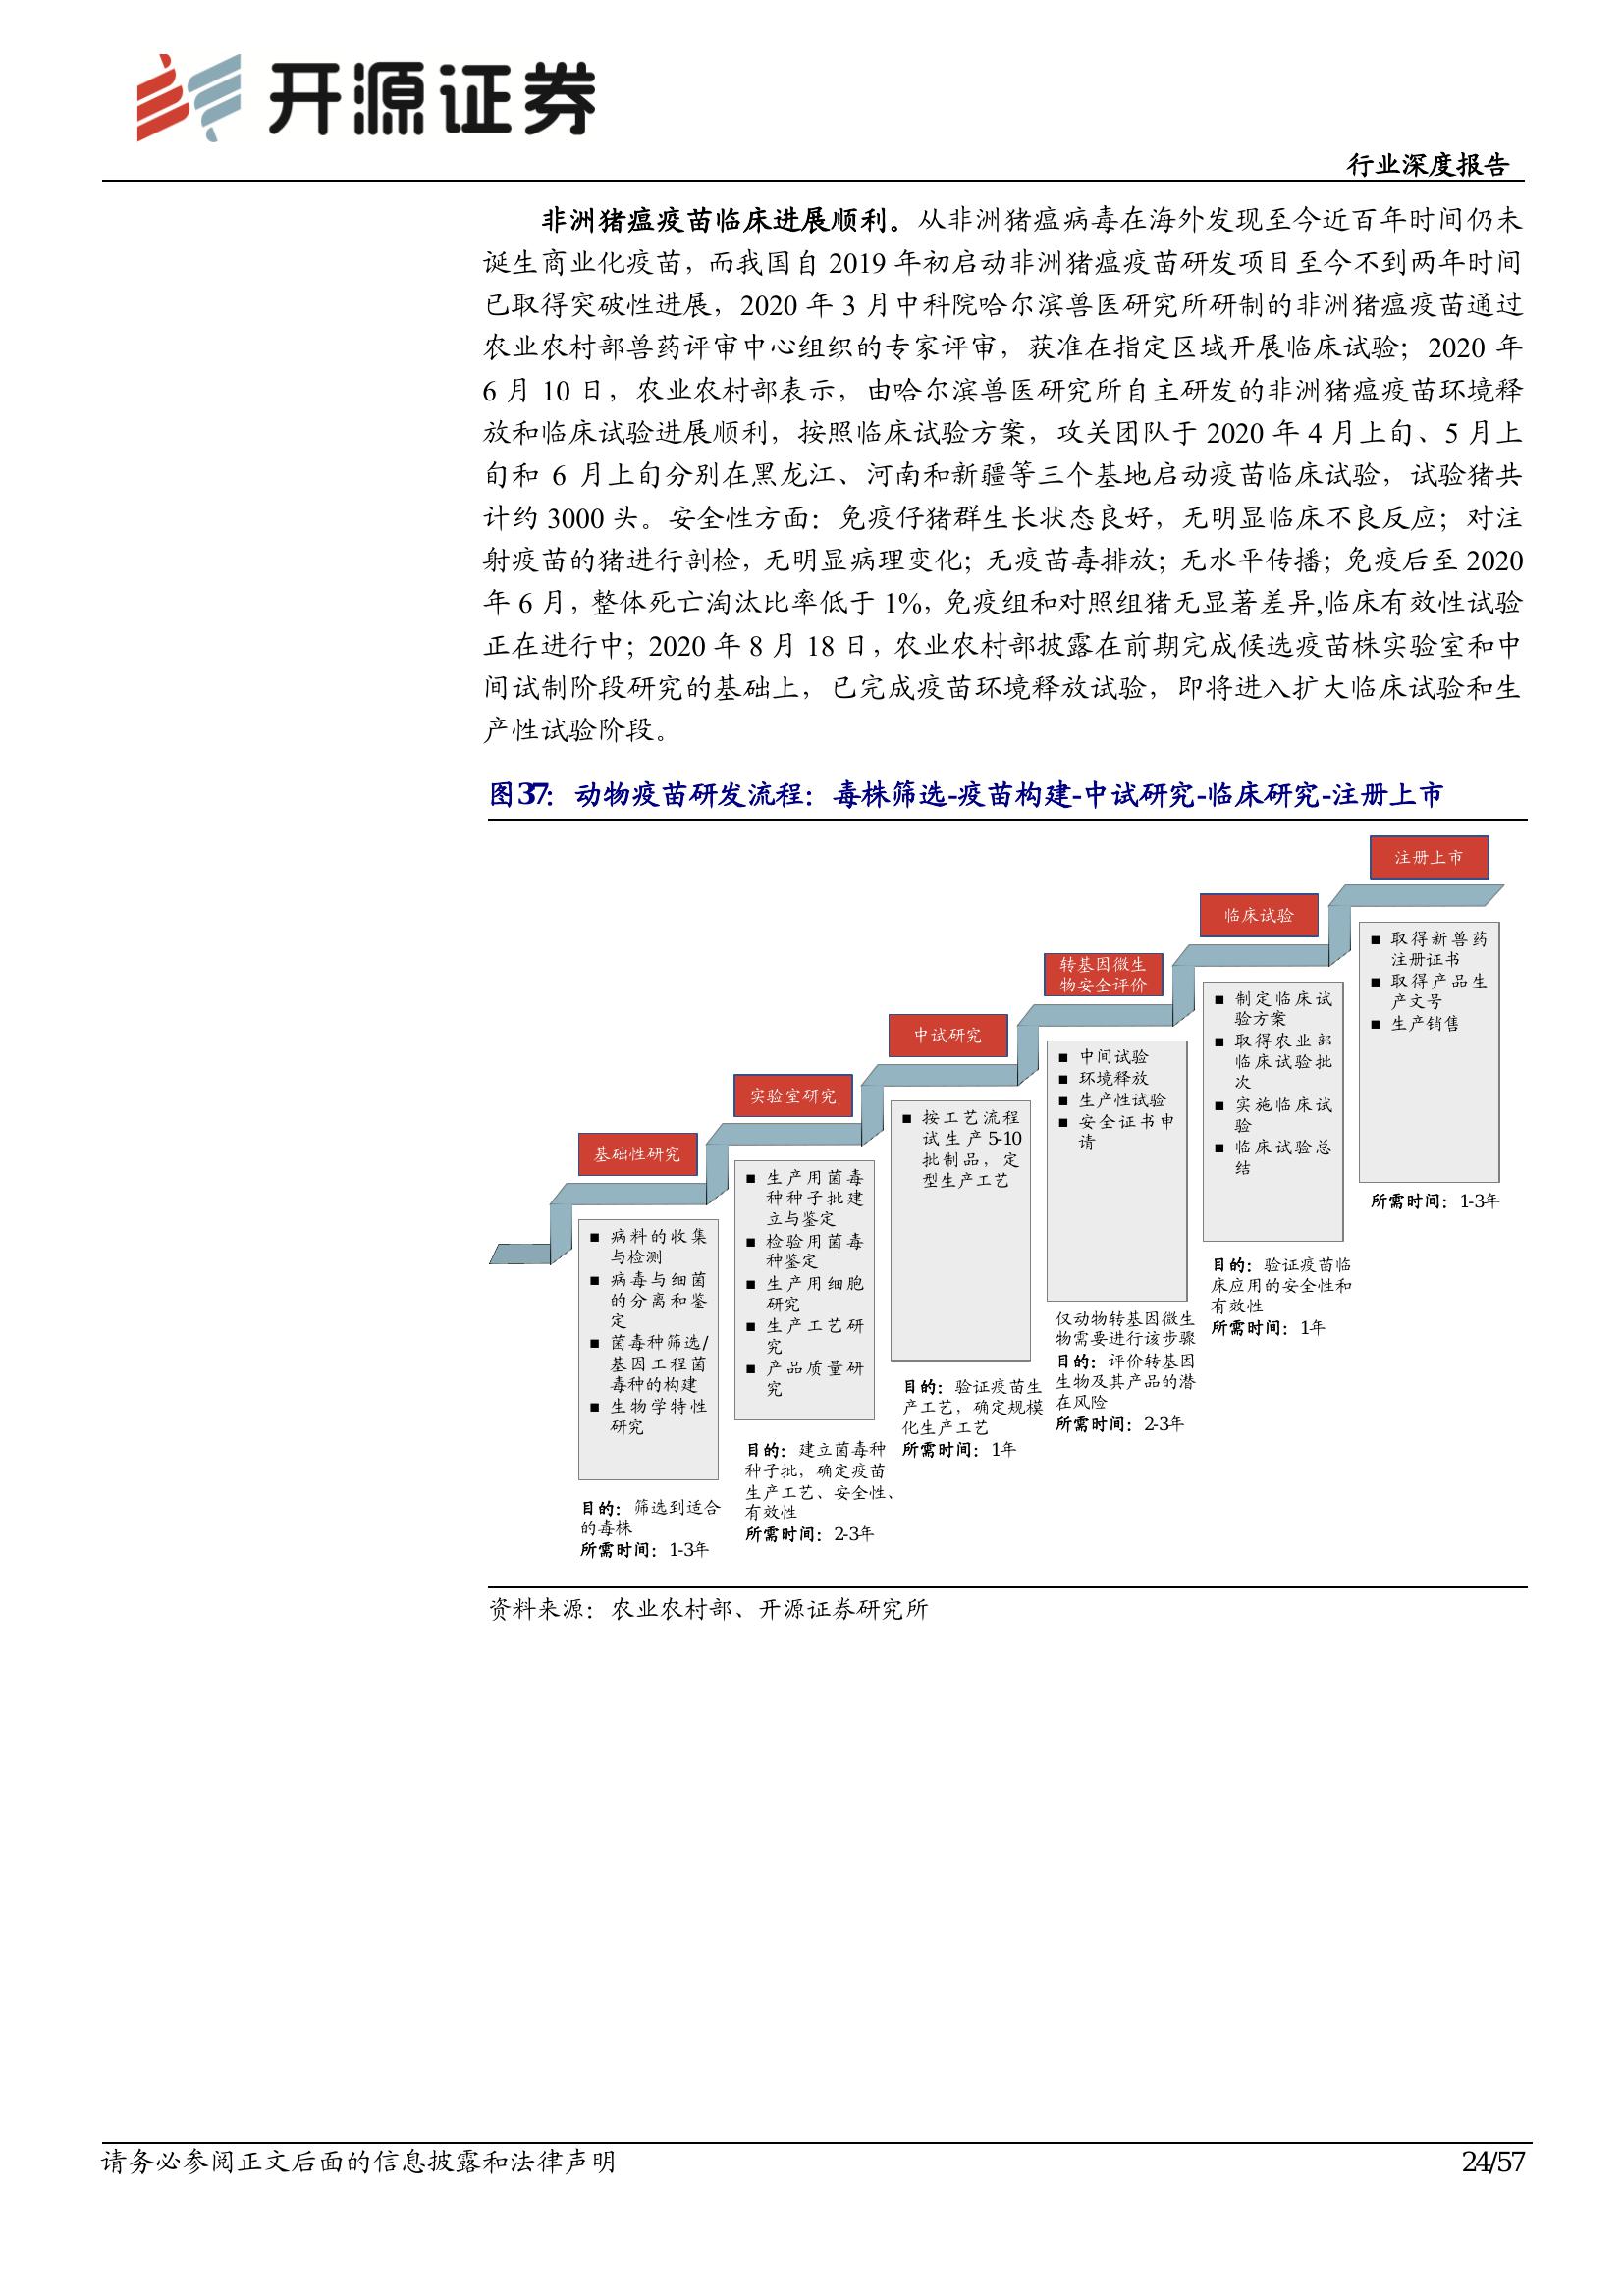 开源证券
行业深度报告
非洲猪瘟疫苗临床进展顺利。从非洲猪瘟病毒在海外发现至今近百年时间仍未
诞生商业化疫苗，而我国自 2019 年初启动非洲猪瘟疫苗研发项目至今不到两年时间
已取得突破性进展，2020 年 3 月中科院哈尔滨兽医研究所研制的非洲猪瘟疫苗通过
农业农村部兽药评审中心组织的专家评审，获准在指定区域开展临床试验；2020 年
6 月 10 日，农业农村部表示，由哈尔滨兽医研究所自主研发的非洲猪瘟疫苗环境释
放和临床试验进展顺利，按照临床试验方案，攻关团队于 2020 年 4 月上旬、5 月上
旬和 6 月上旬分别在黑龙江、河南和新疆等三个基地启动疫苗临床试验，试验猪共
计约 3000 头。安全性方面：免疫仔猪群生长状态良好，无明显临床不良反应；对注
射疫苗的猪进行剖检，无明显病理变化；无疫苗毒排放；无水平传播；免疫后至 2020
年 6 月，整体死亡淘汰比率低于 1%，免疫组和对照组猪无显著差异,临床有效性试验
正在进行中；2020 年 8 月 18 日，农业农村部披露在前期完成候选疫苗株实验室和中
间试制阶段研究的基础上，已完成疫苗环境释放试验，即将进入扩大临床试验和生
产性试验阶段。
图37：动物疫苗研发流程：毒株筛选-疫苗构建-中试研究-临床研究-注册上市
基础性研究
■ 病料的收集
与检测
■ 病毒与细菌
的分离和鉴
定
■ 菌毒种筛选/
基因工程菌
毒种的构建
■ 生物学特性
研究
目的：筛选到适合
的毒株
所需时间：1-3年
实验室研究
■ 生产用菌毒
种种子批建
立与鉴定
■ 检验用菌毒
种鉴定
■ 生产用细胞
研究
■ 生产工艺研
究
■ 产品质量研
究
目的：建立菌毒种
种子批，确定疫苗
生产工艺、安全性、
有效性
所需时间：2-3年
中试研究
■ 按工艺流程
试生产5-10
批制品，定
型生产工艺
目的：验证疫苗生
产工艺，确定规模
化生产工艺
所需时间：1年
转基因微生
物安全评价
■ 中间试验
■ 环境释放
■ 生产性试验
■ 安全证书申
请
仅动物转基因微生
物需要进行该步骤
目的：评价转基因
生物及其产品的潜
在风险
所需时间：2-3年
临床试验
■ 制定临床试
验方案
■ 取得农业部
临床试验批
次
■ 实施临床试
验
■ 临床试验总
结
目的：验证疫苗临
床应用的安全性和
有效性
所需时间：1年
注册上市
■ 取得新兽药
注册证书
■ 取得产品生
产文号
■ 生产销售
所需时间：1-3年
资料来源：农业农村部、开源证券研究所
请务必参阅正文后面的信息披露和法律声明
24/57